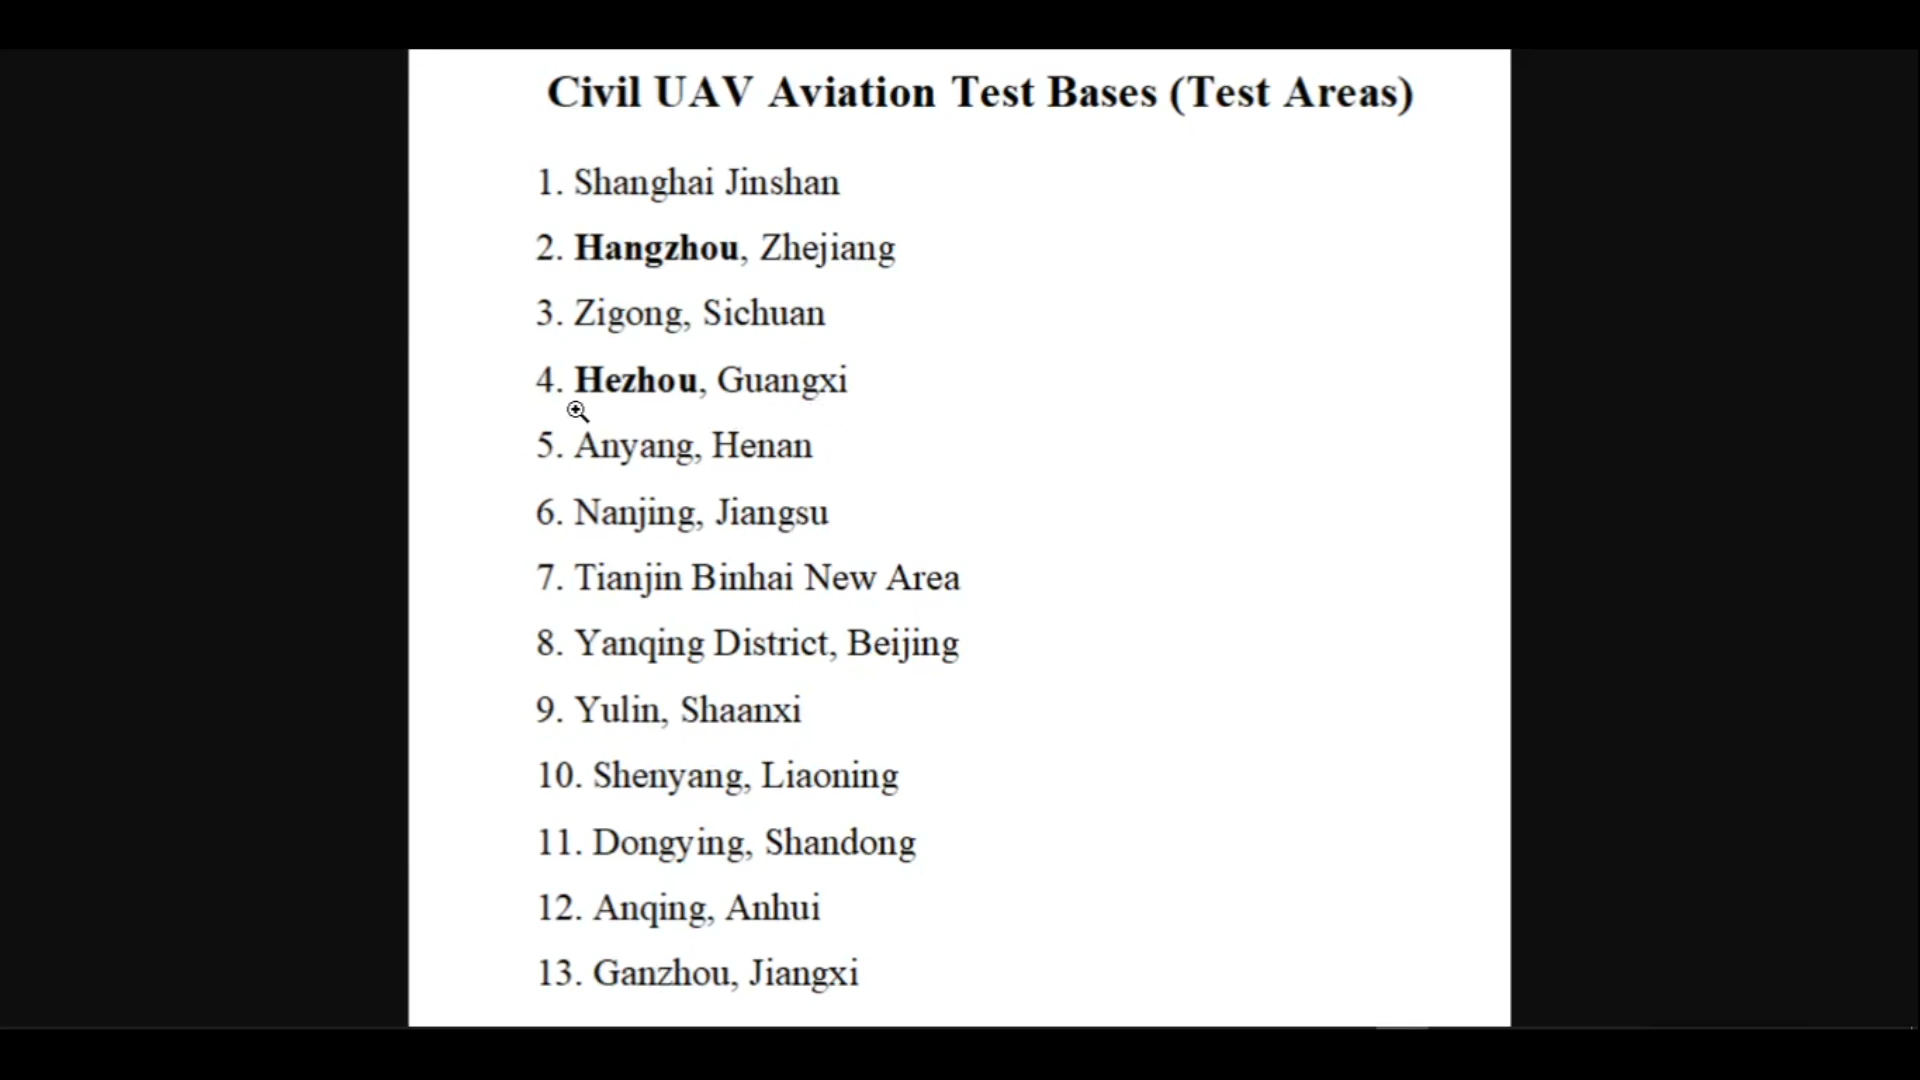 Civil UAV Aviation Test Bases (Test Areas)
1. Shanghai Jinshan
2. Hangzhou, Zhejiang
3. Zigong, Sichuan
4. Hezhou, Guangxi
5. Anyang, Henan
6. Nanjing, Jiangsu
7. Tianjin Binhai New Area
8. Yanqing District, Beijing
9. Yulin, Shaanxi
10. Shenyang, Liaoning
11. Dongying, Shandong
12. Anqing, Anhui
13. Ganzhou, Jiangxi